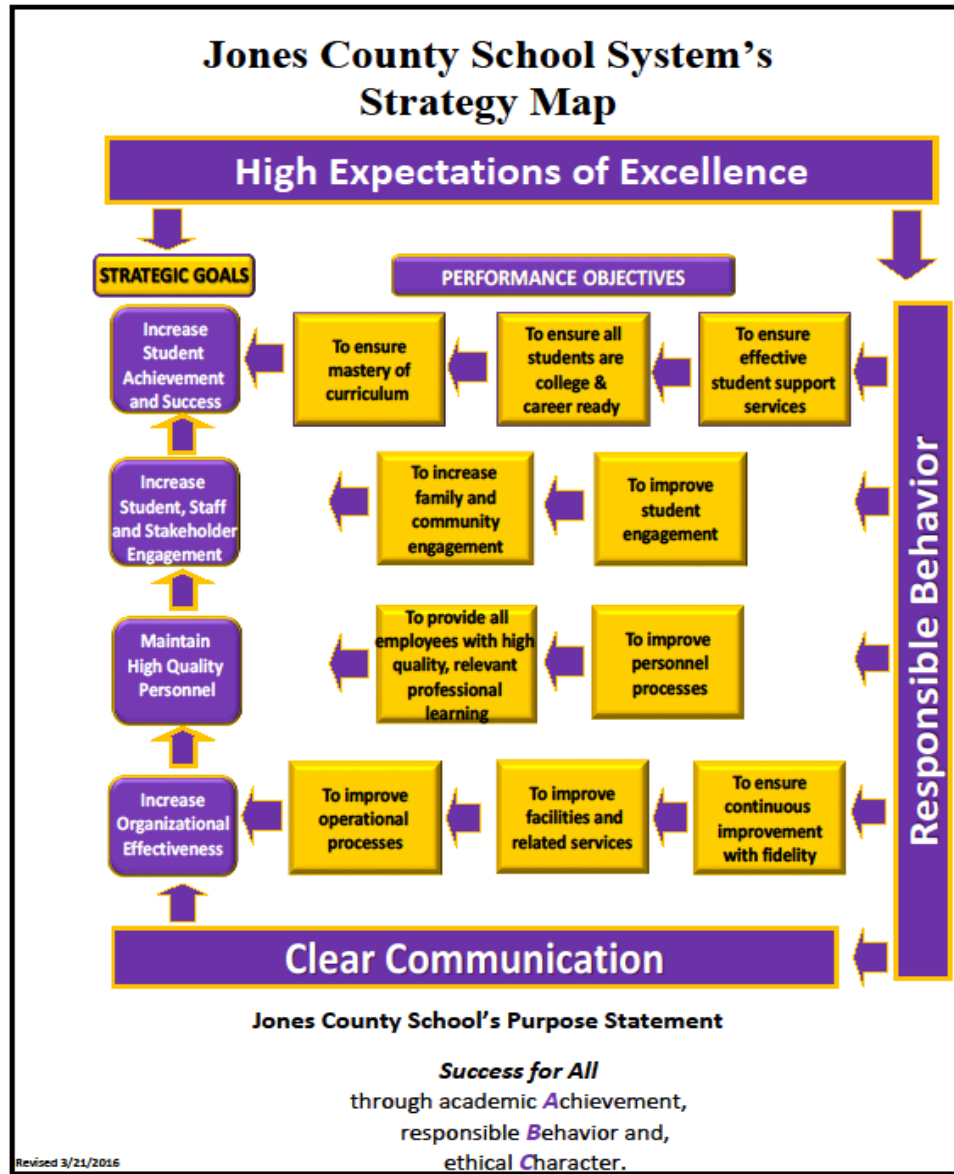 Jones County School System's
Strategy Map
High Expectations of Excellence
STRATEGIC GOALS
PERFORMANCE OBJECTIVES
Increase
Student
Achievement
and Success
To ensure
mastery of
curriculum
To ensure all
students are
college &
career ready
To ensure
effective
student support
services
Responsible Behavior
Increase
Student, Staff
and Stakeholder
Engagement
To increase
family and
community
engagement
To improve
student
engagement
Maintain
High Quality
Personnel
To provide all
employees with high
quality, relevant
professional
learning
To improve
personnel
processes
Increase
Organizational
Effectiveness
To improve
operational
processes
To improve
facilities and
related services
To ensure
continuous
improvement
with fidelity
Clear Communication
Jones County School's Purpose Statement
Success for All
through academic Achievement,
responsible Behavior and,
ethical Character.
Revised 3/21/2016